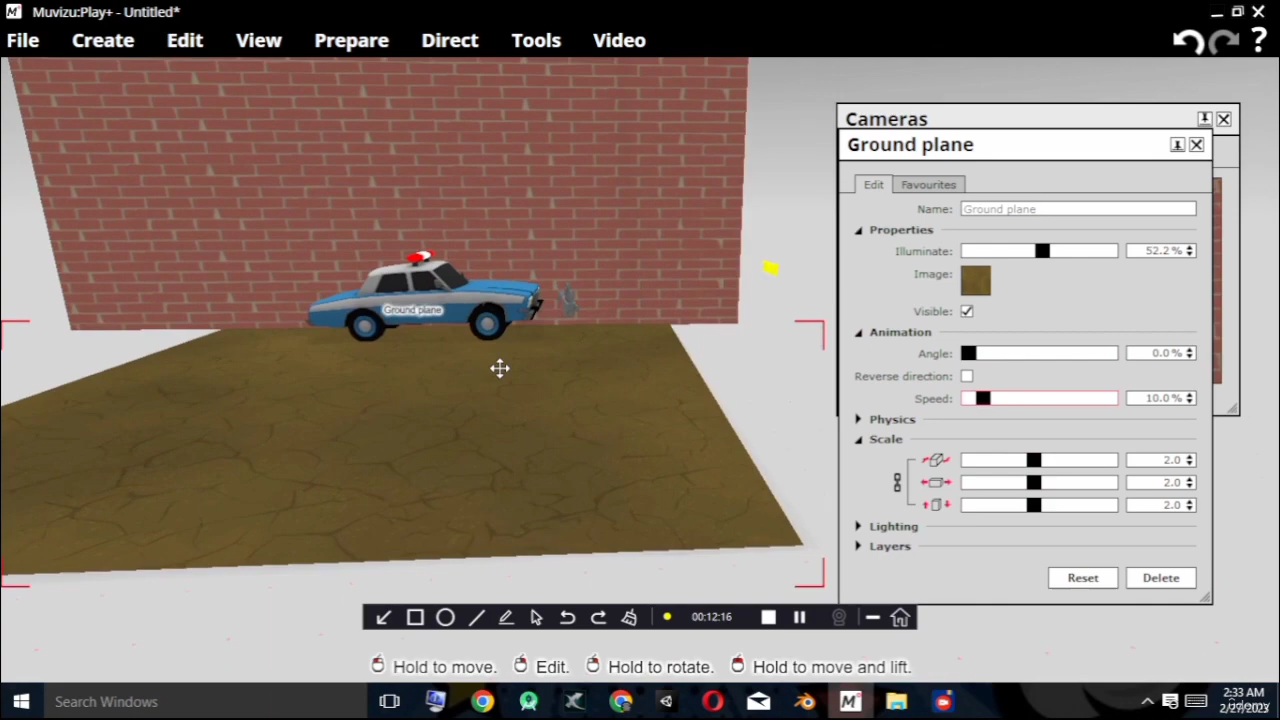 Muvizu:Play+ - Untitled*
File Create Edit View Prepare Direct Tools Video
Cameras
Ground plane
Edit Favourites
Name: Ground plane
Properties
Illuminate: 52.2 %
Image:
Visible:
Animation
Angle: 0.0 %
Reverse direction:
Speed: 10.0 %
Physics
Scale
2.0
2.0
2.0
Lighting
Layers
Reset Delete
Ground plane
00:12:16
Hold to move. Edit. Hold to rotate. Hold to move and lift.
Search Windows
2:33 AM
2/27/2023